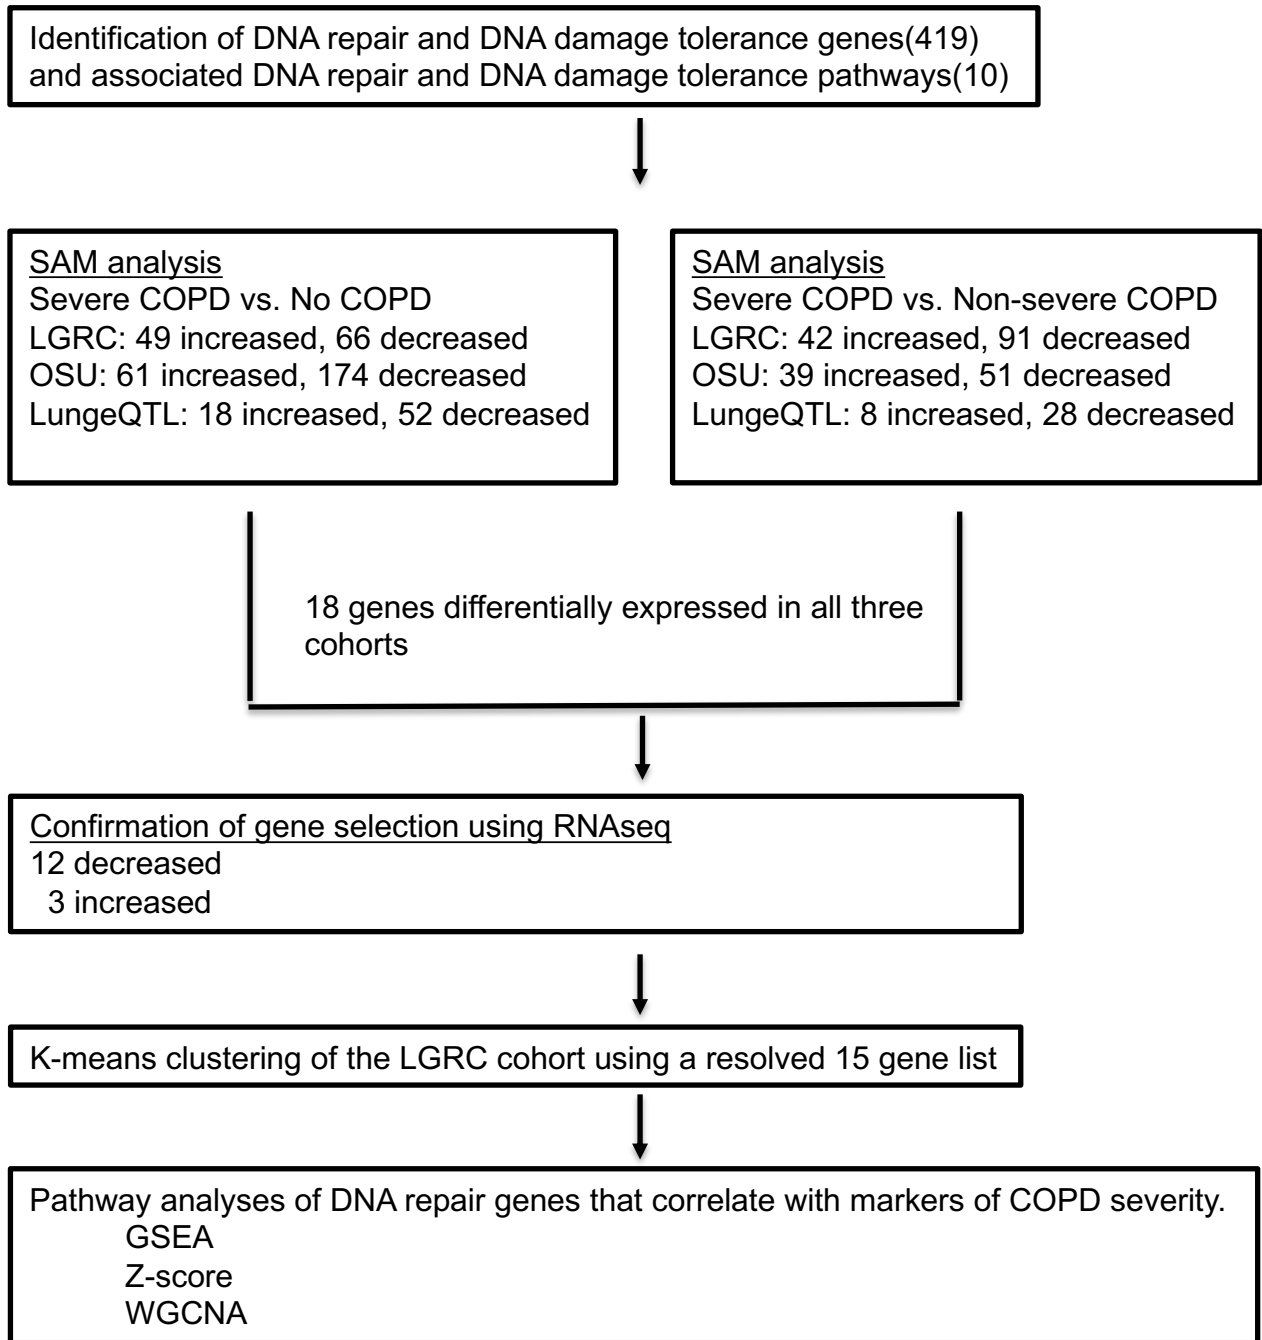 Identification of DNA repair and DNA damage tolerance genes(419)
and associated DNA repair and DNA damage tolerance pathways(10)
SAM analysis
Severe COPD vs. No COPD
LGRC: 49 increased, 66 decreased
OSU: 61 increased, 174 decreased
LungeQTL: 18 increased, 52 decreased
SAM analysis
Severe COPD vs. Non-severe COPD
LGRC: 42 increased, 91 decreased
OSU: 39 increased, 51 decreased
LungeQTL: 8 increased, 28 decreased
18 genes differentially expressed in all three
cohorts
Confirmation of gene selection using RNAseq
12 decreased
3 increased
K-means clustering of the LGRC cohort using a resolved 15 gene list
Pathway analyses of DNA repair genes that correlate with markers of COPD severity.
GSEA
Z-score
WGCNA